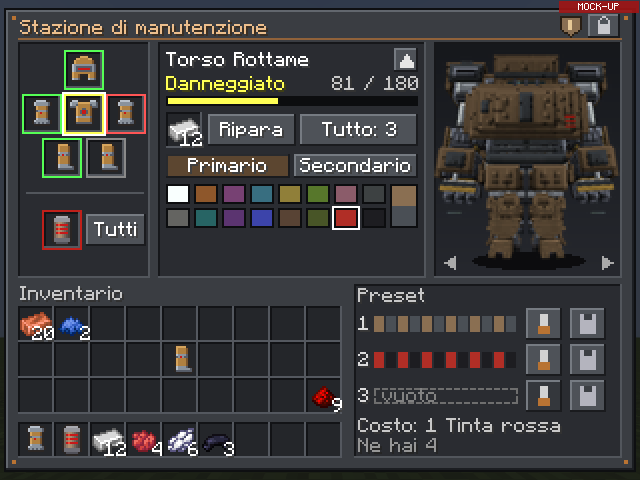 MOCK-UP
Stazione di manutenzione
Torso Rottame
Danneggiato 81 / 180
12 Ripara Tutto: 3
Primario Secondario
Tutti
Inventario
20 2
9
12 4 6 3
Preset
1
2
3 vuoto
Costo: 1 Tinta rossa
Ne hai 4